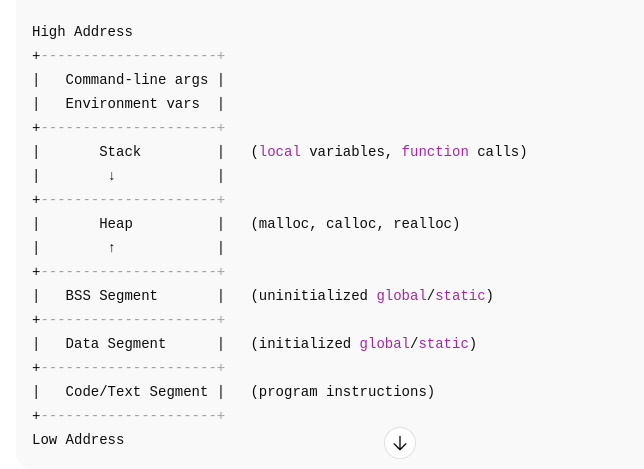 High Address
+---------------------+
|   Command-line args |
|   Environment vars  |
+---------------------+
|       Stack         |   (local variables, function calls)
|        ↓            |
+---------------------+
|       Heap          |   (malloc, calloc, realloc)
|        ↑            |
+---------------------+
|   BSS Segment       |   (uninitialized global/static)
+---------------------+
|   Data Segment      |   (initialized global/static)
+---------------------+
|   Code/Text Segment |   (program instructions)
+---------------------+
Low Address